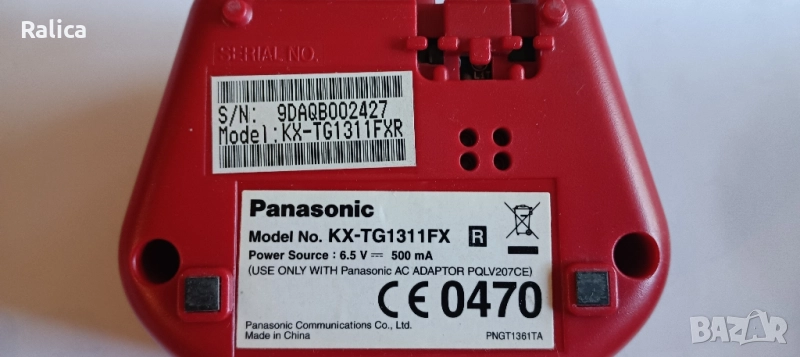 Ralica
SERIAL NO.
S/N: 9DAQB002427
Model:KX-TG1311FXR
Panasonic
Model No. KX-TG1311FX R
Power Source : 6.5 V ⎓ 500 mA
(USE ONLY WITH Panasonic AC ADAPTOR PQLV207CE)
CE 0470
Panasonic Communications Co., Ltd.
Made in China PNGT1361TA
BAZAR